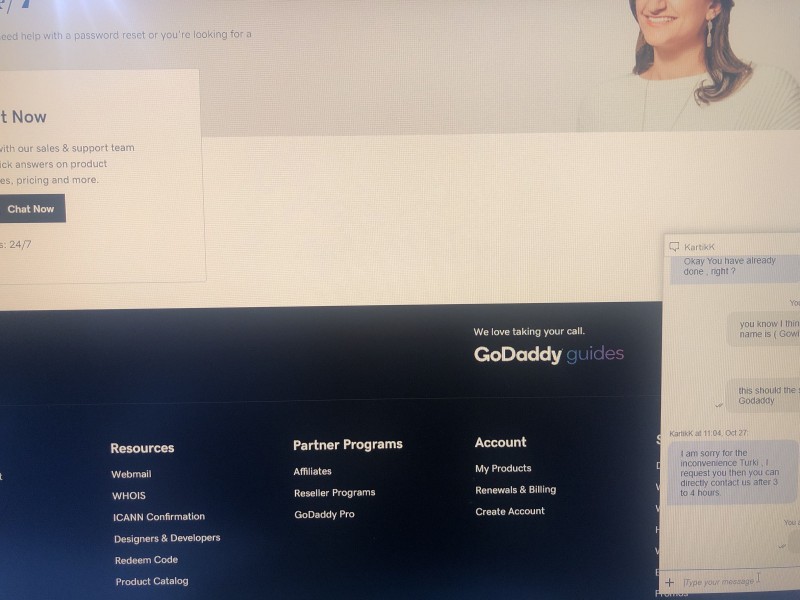 eed help with a password reset or you're looking for a
t Now
with our sales & support team
ick answers on product
es, pricing and more.
Chat Now
s: 24/7
We love taking your call.
GoDaddy guides
Resources
Webmail
WHOIS
ICANN Confirmation
Designers & Developers
Redeem Code
Product Catalog
Partner Programs
Affiliates
Reseller Programs
GoDaddy Pro
Account
My Products
Renewals & Billing
Create Account
KartikK
Okay You have already
done , right ?
You
you know I thin
name is ( Gowi
this should the s
Godaddy
KartikK at 11:04, Oct 27:
I am sorry for the
inconvenience Turki , I
request you then you can
directly contact us after 3
to 4 hours.
You a
Type your message
Promos